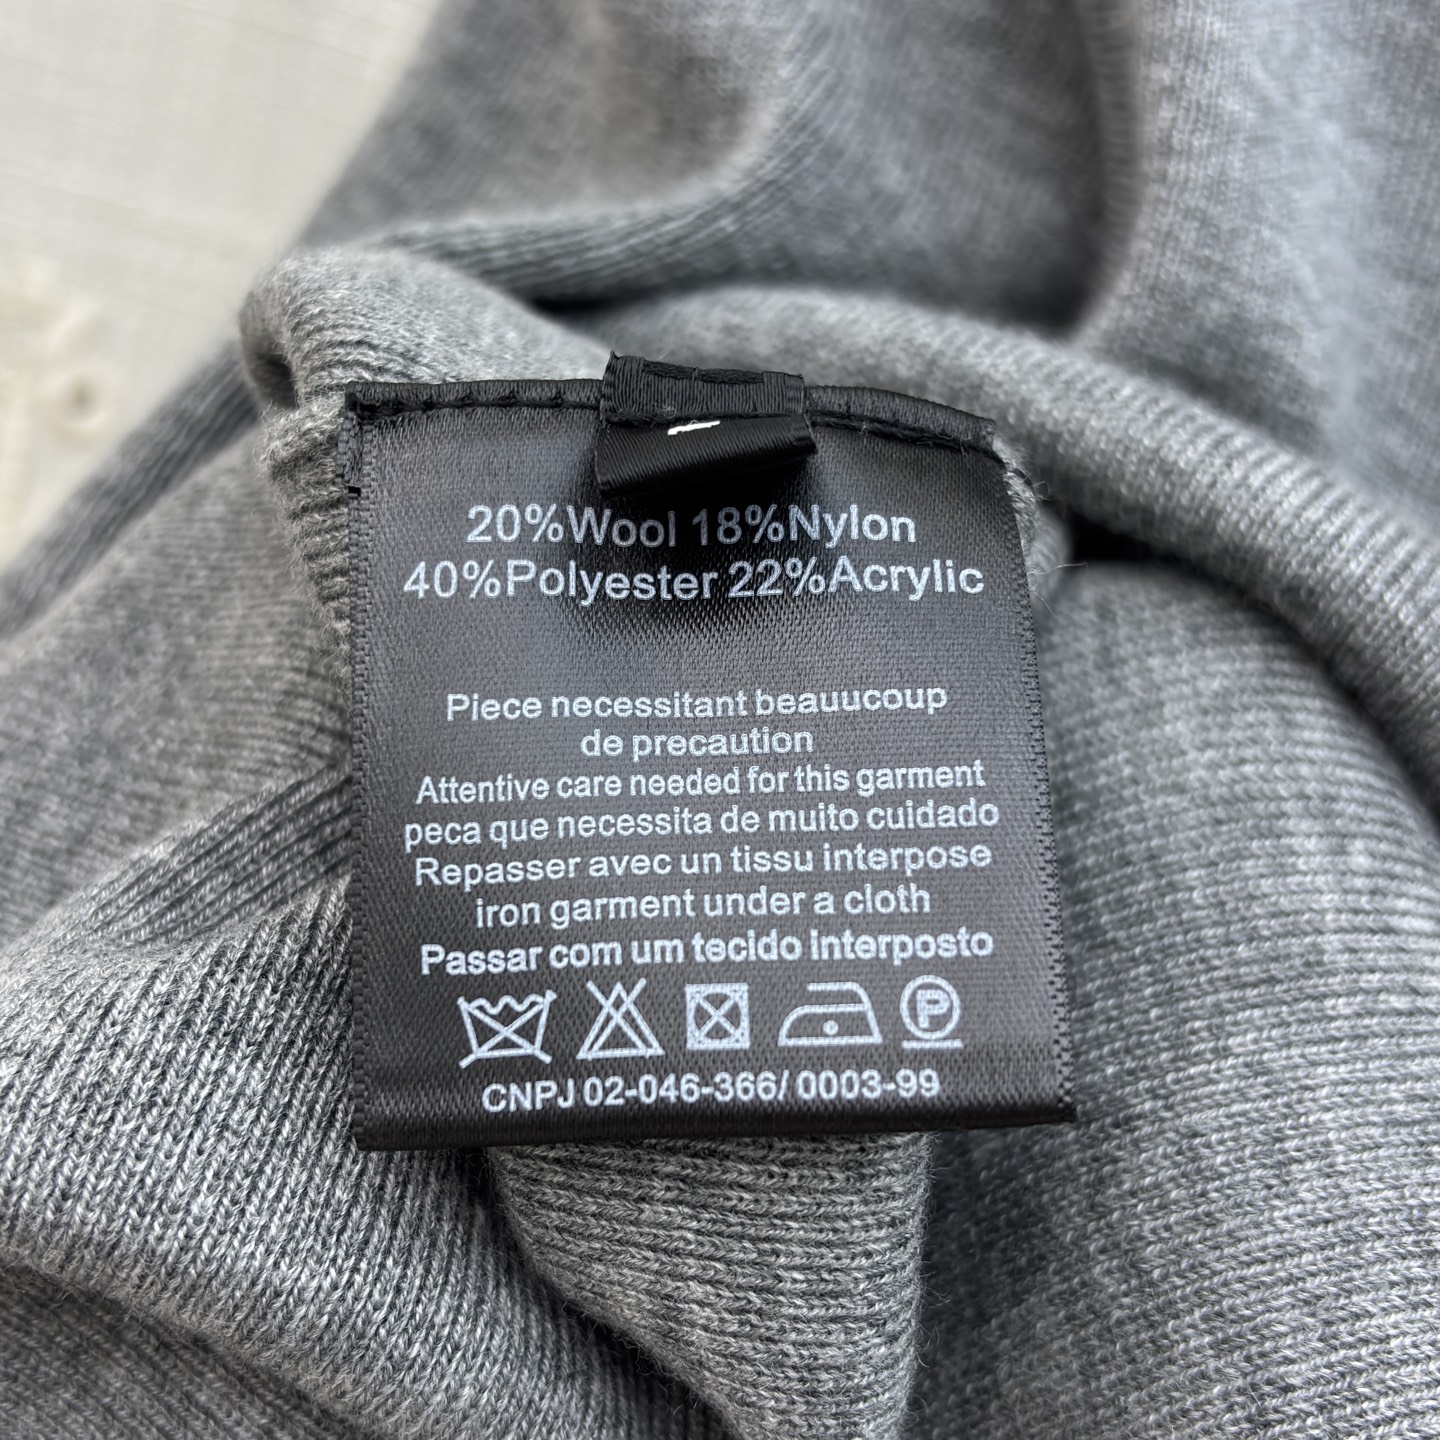 20%Wool 18%Nylon
40%Polyester 22%Acrylic
Piece necessitant beauucoup
de precaution
Attentive care needed for this garment
peca que necessita de muito cuidado
Repasser avec un tissu interpose
iron garment under a cloth
Passar com um tecido interposto
P
CNPJ 02-046-366/ 0003-99